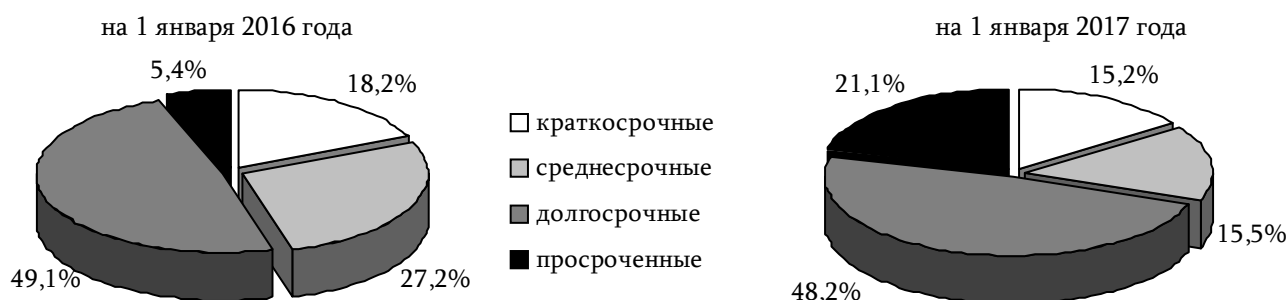 на 1 января 2016 года
5,4%
18,2%
49,1%
27,2%
краткосрочные
среднесрочные
долгосрочные
просроченные
на 1 января 2017 года
21,1%
15,2%
15,5%
48,2%